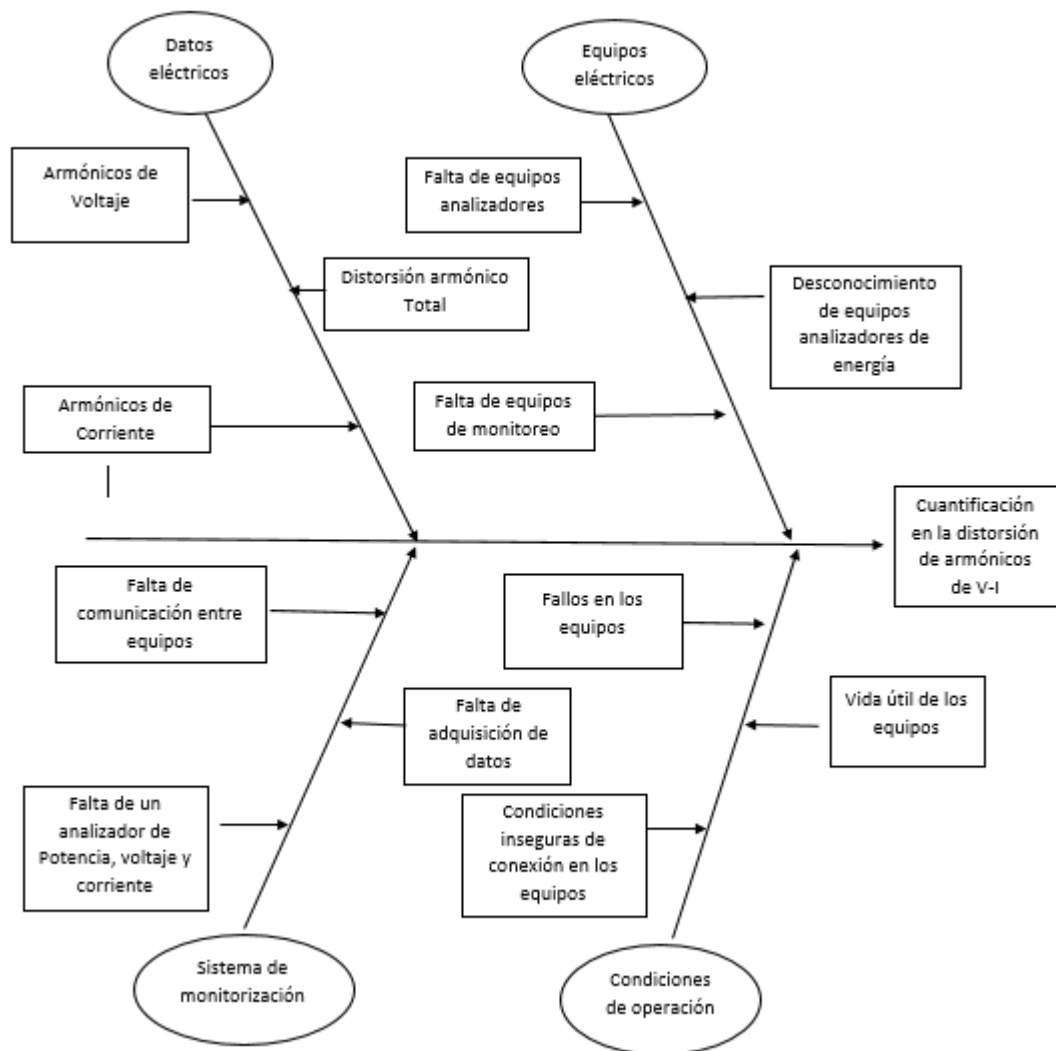 Datos
eléctricos
Equipos
eléctricos
Armónicos de
Voltaje
Falta de equipos
analizadores
Distorsión armónico
Total
Desconocimiento
de equipos
analizadores de
energía
Armónicos de
Corriente
Falta de equipos
de monitoreo
Cuantificación
en la distorsión
de armónicos
de V-I
Falta de
comunicación entre
equipos
Fallos en los
equipos
Falta de
adquisición de
datos
Vida útil de los
equipos
Falta de un
analizador de
Potencia, voltaje y
corriente
Condiciones
inseguras de
conexión en los
equipos
Sistema de
monitorización
Condiciones
de operación